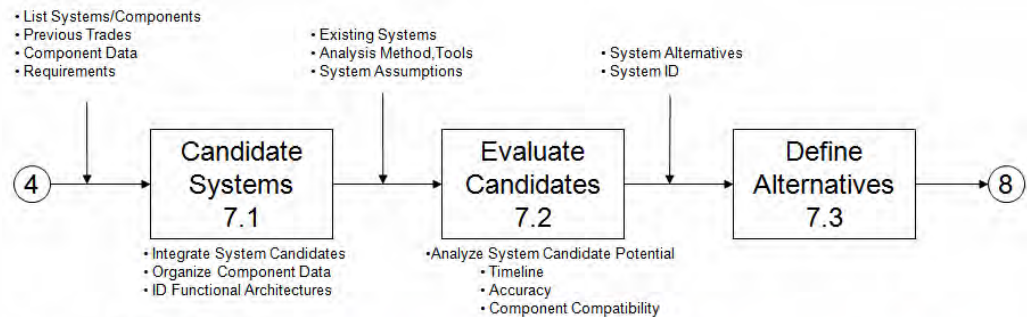 • List Systems/Components
• Previous Trades
• Component Data
• Requirements
• Existing Systems
• Analysis Method,Tools
• System Assumptions
• System Alternatives
• System ID
4
Candidate
Systems
7.1
Evaluate
Candidates
7.2
Define
Alternatives
7.3
8
• Integrate System Candidates
• Organize Component Data
• ID Functional Architectures
•Analyze System Candidate Potential
• Timeline
• Accuracy
• Component Compatibility